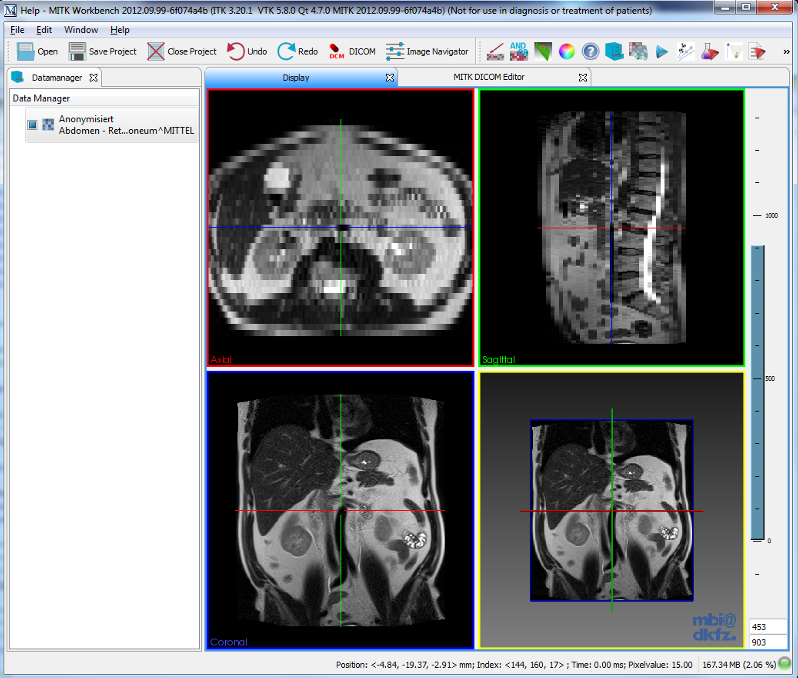 Help - MITK Workbench 2012.09.99-6f074a4b (ITK 3.20.1  VTK 5.8.0 Qt 4.7.0 MITK 2012.09.99-6f074a4b) (Not for use in diagnosis or treatment of patients)
File Edit Window Help
Open Save Project Close Project Undo Redo DCM DICOM Image Navigator AND »
Datamanager Display MITK DICOM Editor
Data Manager
Anonymisiert
Abdomen - Ret...oneum^MITTEL
1000
Axial
Sagittal
500
0
mbi@
dkfz.
453
Coronal
903
Position: <-4.84, -19.37, -2.91> mm; Index: <144, 160, 17> ; Time: 0.00 ms; Pixelvalue: 15.00 167.34 MB (2.06 %)